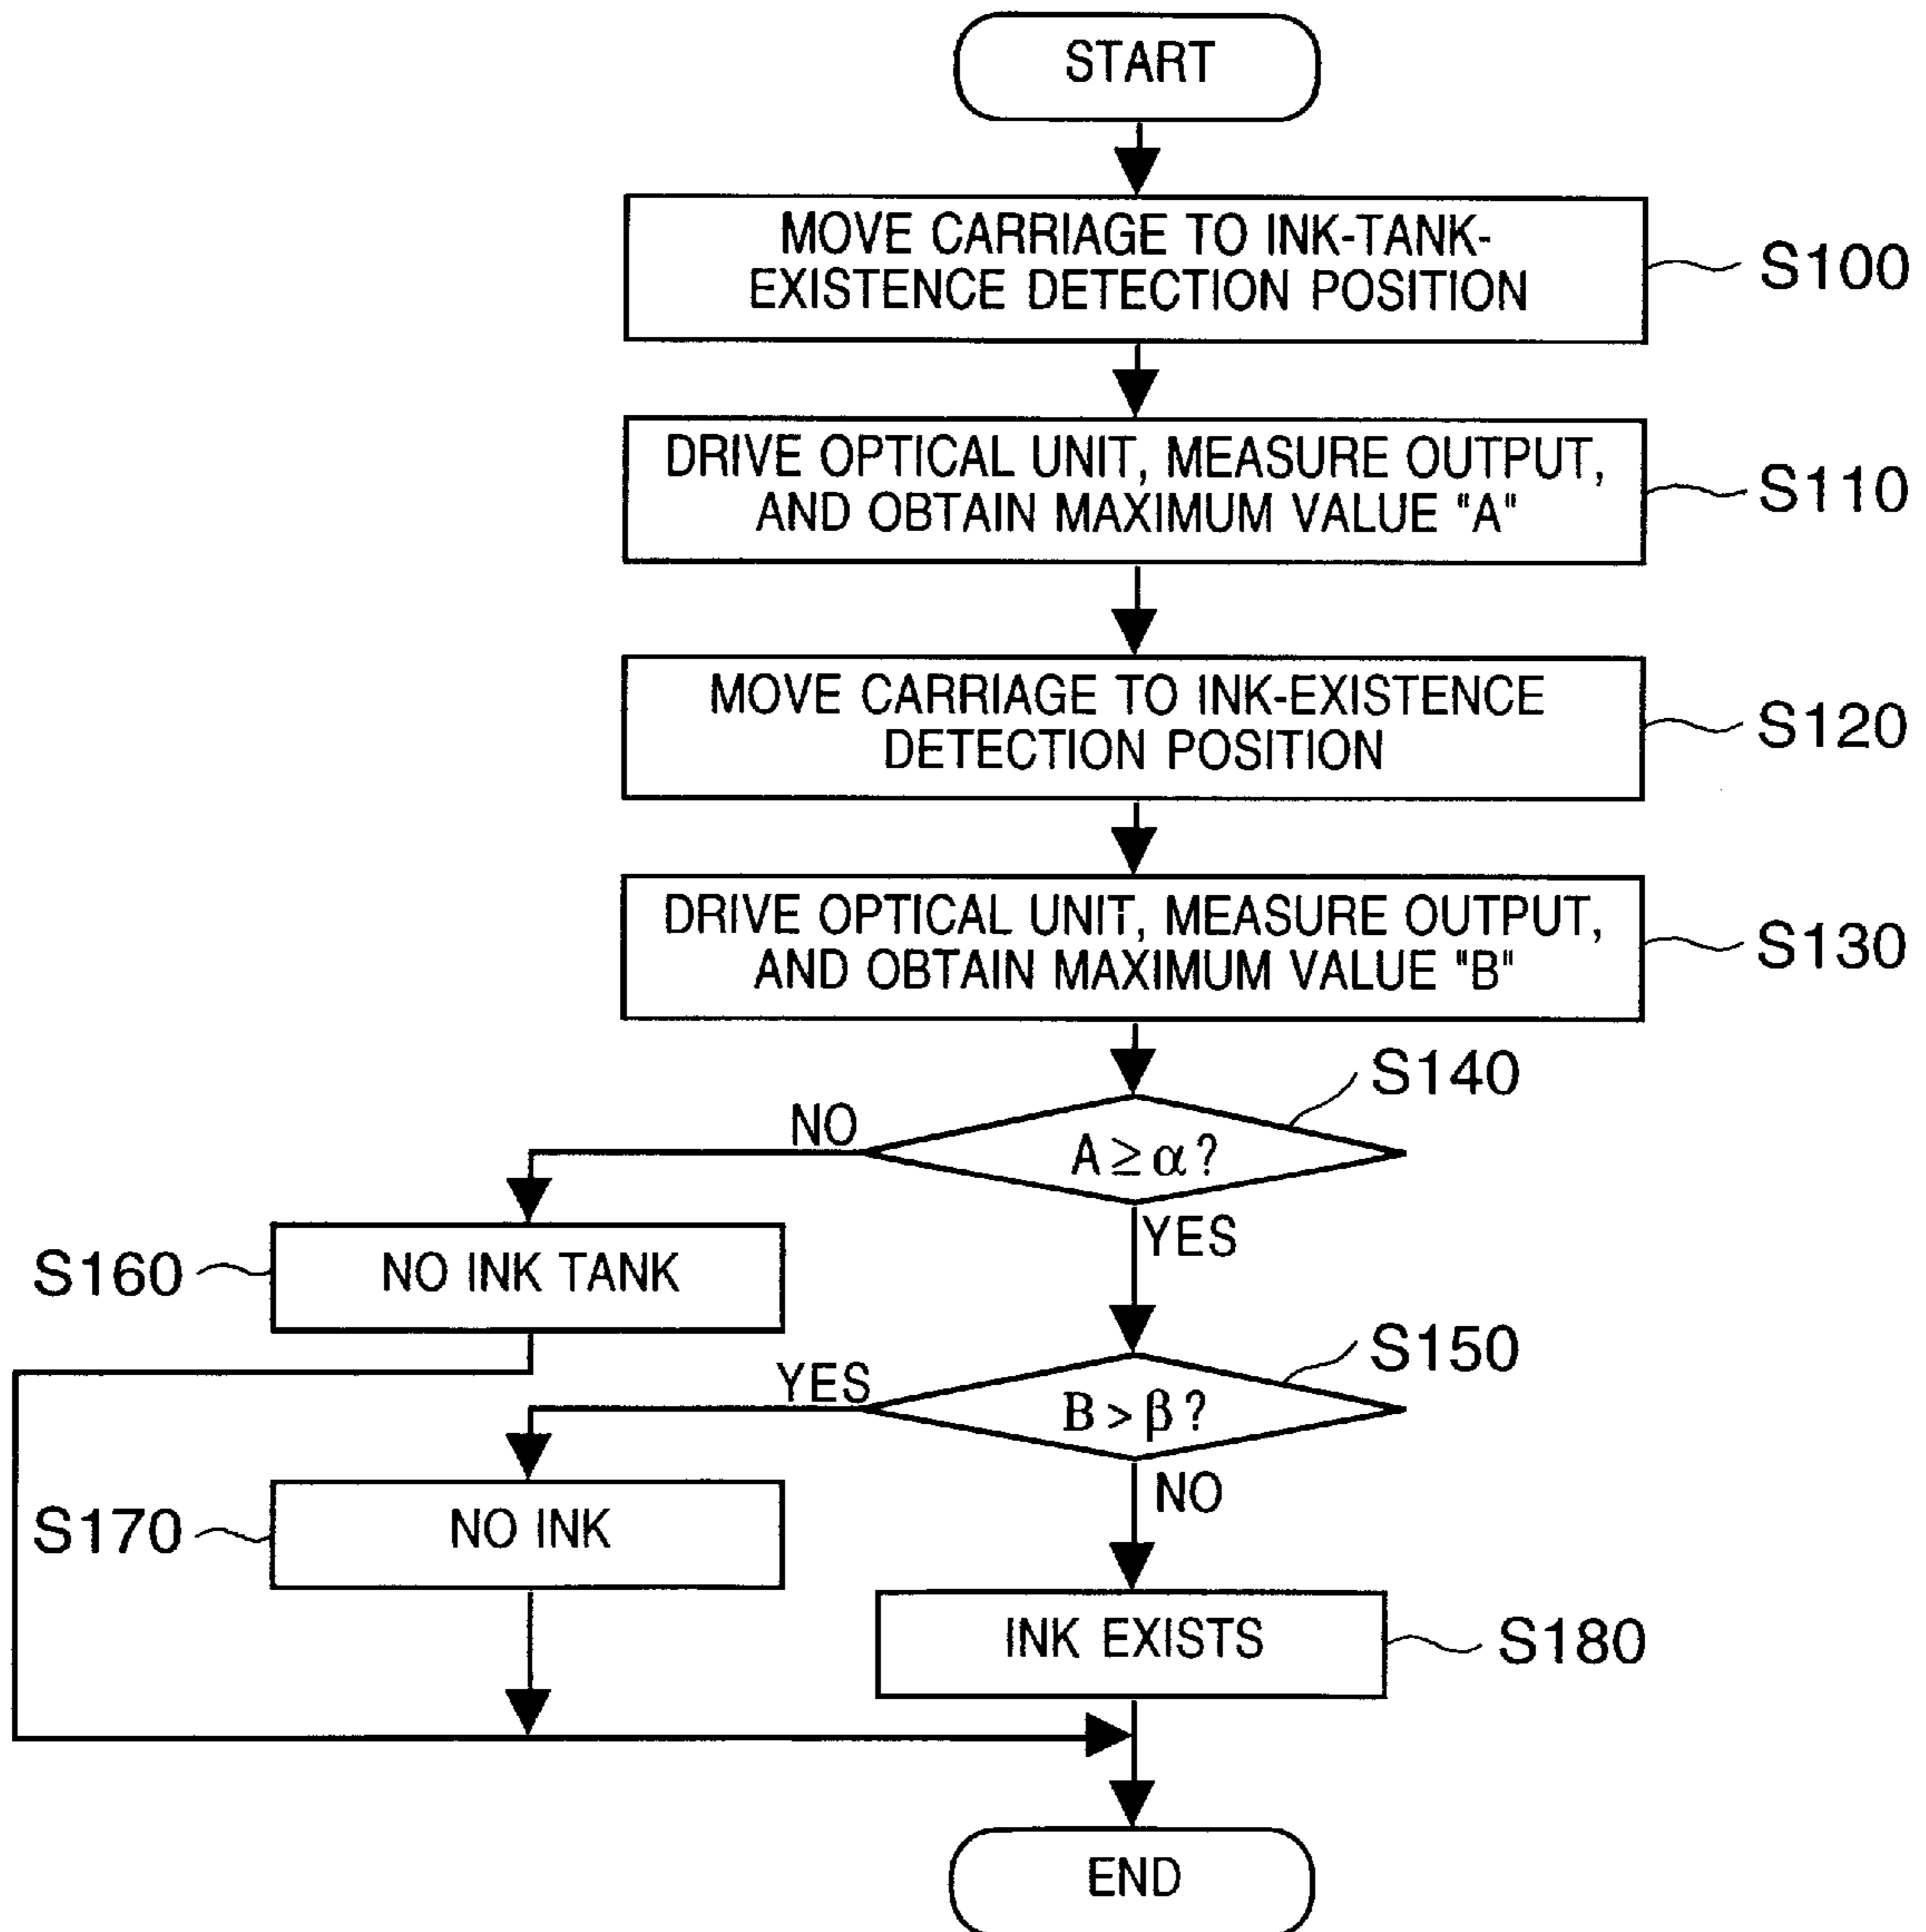 START
MOVE CARRIAGE TO INK-TANK-
EXISTENCE DETECTION POSITION
S100
DRIVE OPTICAL UNIT, MEASURE OUTPUT,
AND OBTAIN MAXIMUM VALUE "A"
S110
MOVE CARRIAGE TO INK-EXISTENCE
DETECTION POSITION
S120
DRIVE OPTICAL UNIT, MEASURE OUTPUT,
AND OBTAIN MAXIMUM VALUE "B"
S130
S140
NO
A ≥ α ?
YES
S160
NO INK TANK
S150
YES
B > β ?
NO
S170
NO INK
INK EXISTS
S180
END